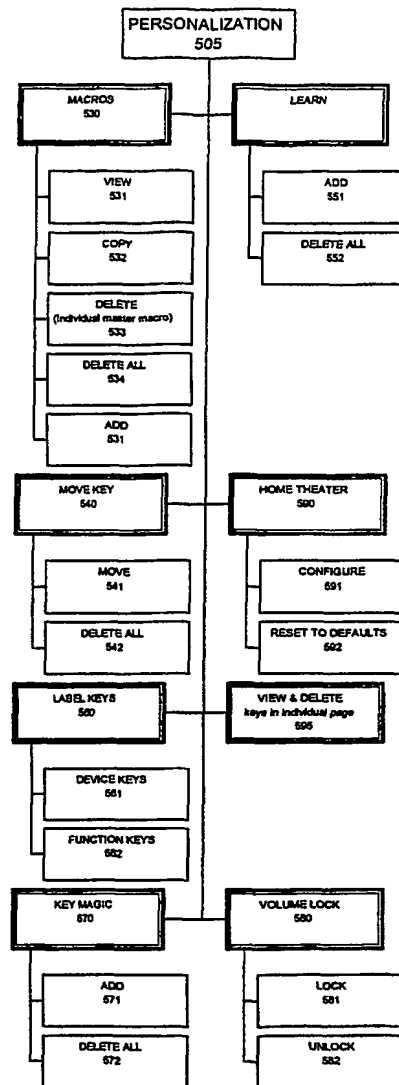 PERSONALIZATION
505
MACROS
530
LEARN
VIEW
531
COPY
532
DELETE
(Individual master macro)
533
DELETE ALL
534
ADD
531
ADD
551
DELETE ALL
552
MOVE KEY
540
HOME THEATER
590
MOVE
541
DELETE ALL
542
CONFIGURE
591
RESET TO DEFAULTS
592
LABEL KEYS
560
VIEW & DELETE
keys in individual page
595
DEVICE KEYS
561
FUNCTION KEYS
562
KEY MAGIC
570
VOLUME LOCK
580
ADD
571
DELETE ALL
572
LOCK
581
UNLOCK
582